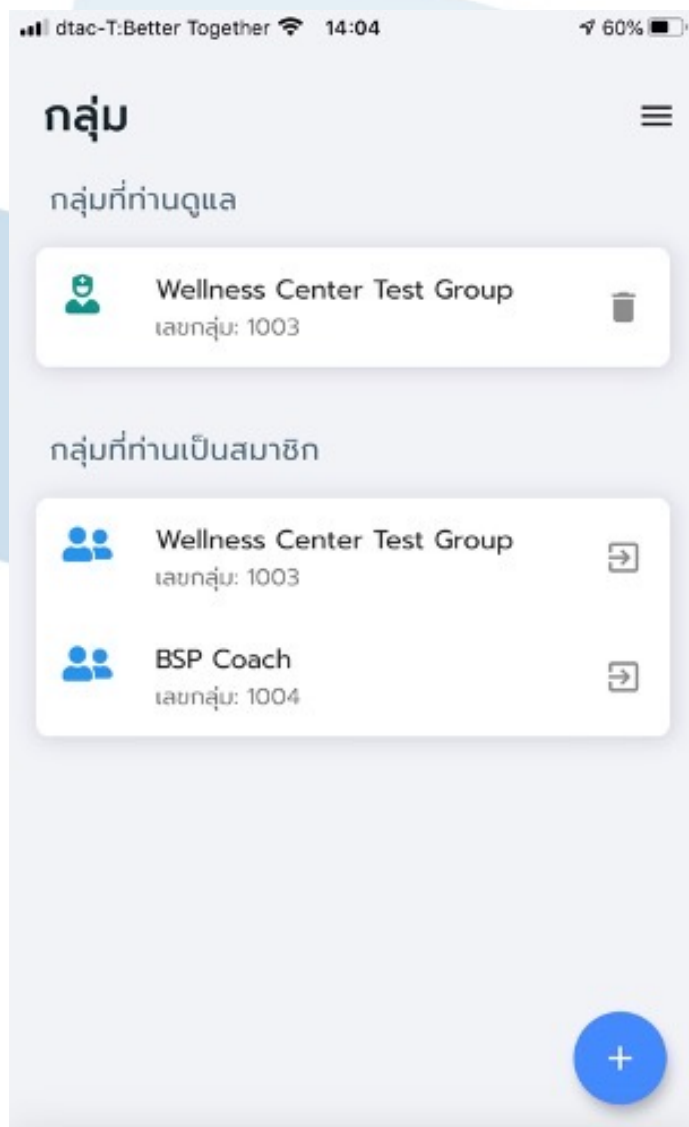 dtac-T:Better Together 14:04 60%
กลุ่ม
กลุ่มที่ท่านดูแล
Wellness Center Test Group
เลขกลุ่ม: 1003
กลุ่มที่ท่านเป็นสมาชิก
Wellness Center Test Group
เลขกลุ่ม: 1003
BSP Coach
เลขกลุ่ม: 1004
+